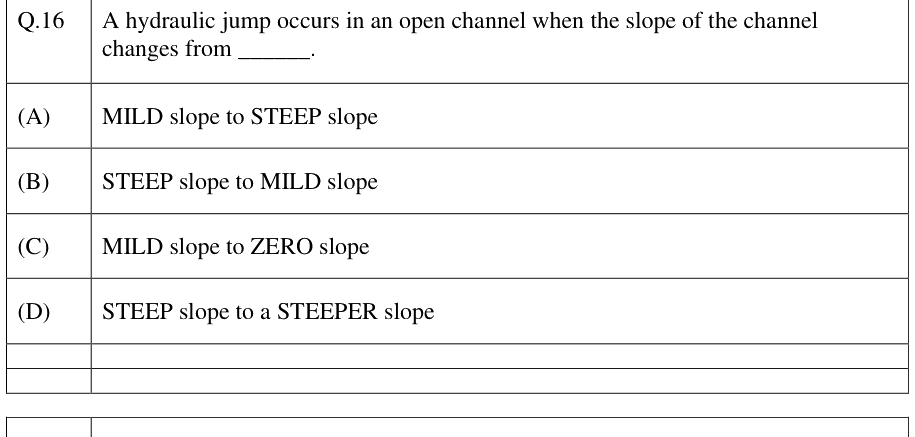 Q.16 A hydraulic jump occurs in an open channel when the slope of the channel
changes from ______.
(A) MILD slope to STEEP slope
(B) STEEP slope to MILD slope
(C) MILD slope to ZERO slope
(D) STEEP slope to a STEEPER slope